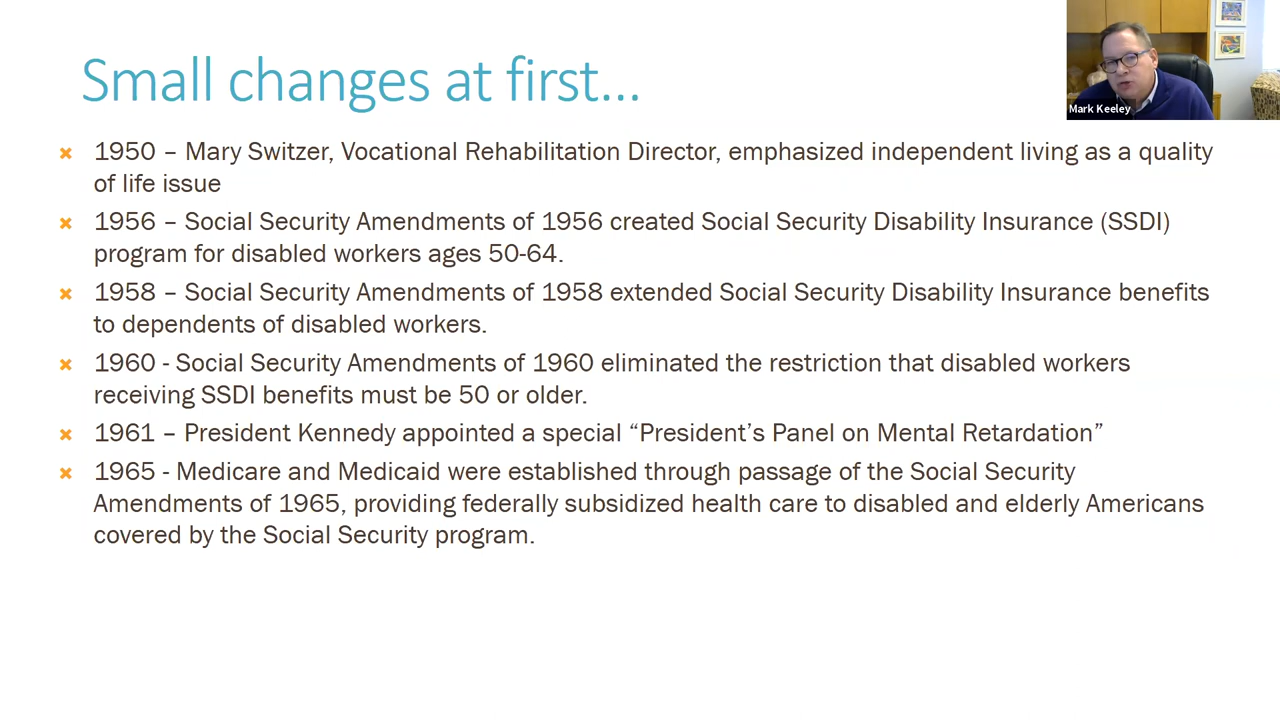 Small changes at first...
Mark Keeley
1950 – Mary Switzer, Vocational Rehabilitation Director, emphasized independent living as a quality
of life issue
1956 – Social Security Amendments of 1956 created Social Security Disability Insurance (SSDI)
program for disabled workers ages 50-64.
1958 – Social Security Amendments of 1958 extended Social Security Disability Insurance benefits
to dependents of disabled workers.
1960 - Social Security Amendments of 1960 eliminated the restriction that disabled workers
receiving SSDI benefits must be 50 or older.
1961 – President Kennedy appointed a special “President’s Panel on Mental Retardation”
1965 - Medicare and Medicaid were established through passage of the Social Security
Amendments of 1965, providing federally subsidized health care to disabled and elderly Americans
covered by the Social Security program.